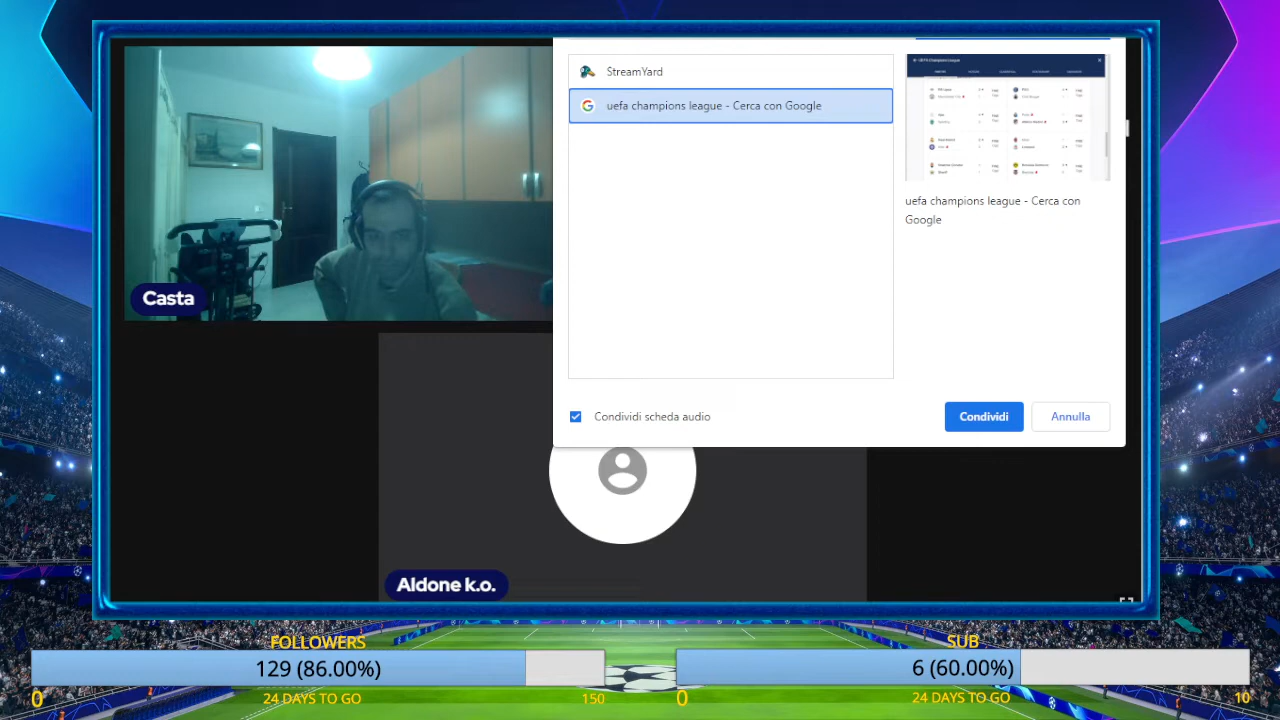 StreamYard
uefa champions league - Cerca con Google
uefa champions league - Cerca con
Google
Condividi scheda audio
Condividi
Annulla
Casta
Aldone k.o.
FOLLOWERS
129 (86.00%)
0
24 DAYS TO GO
150
SUB
6 (60.00%)
0
24 DAYS TO GO
10